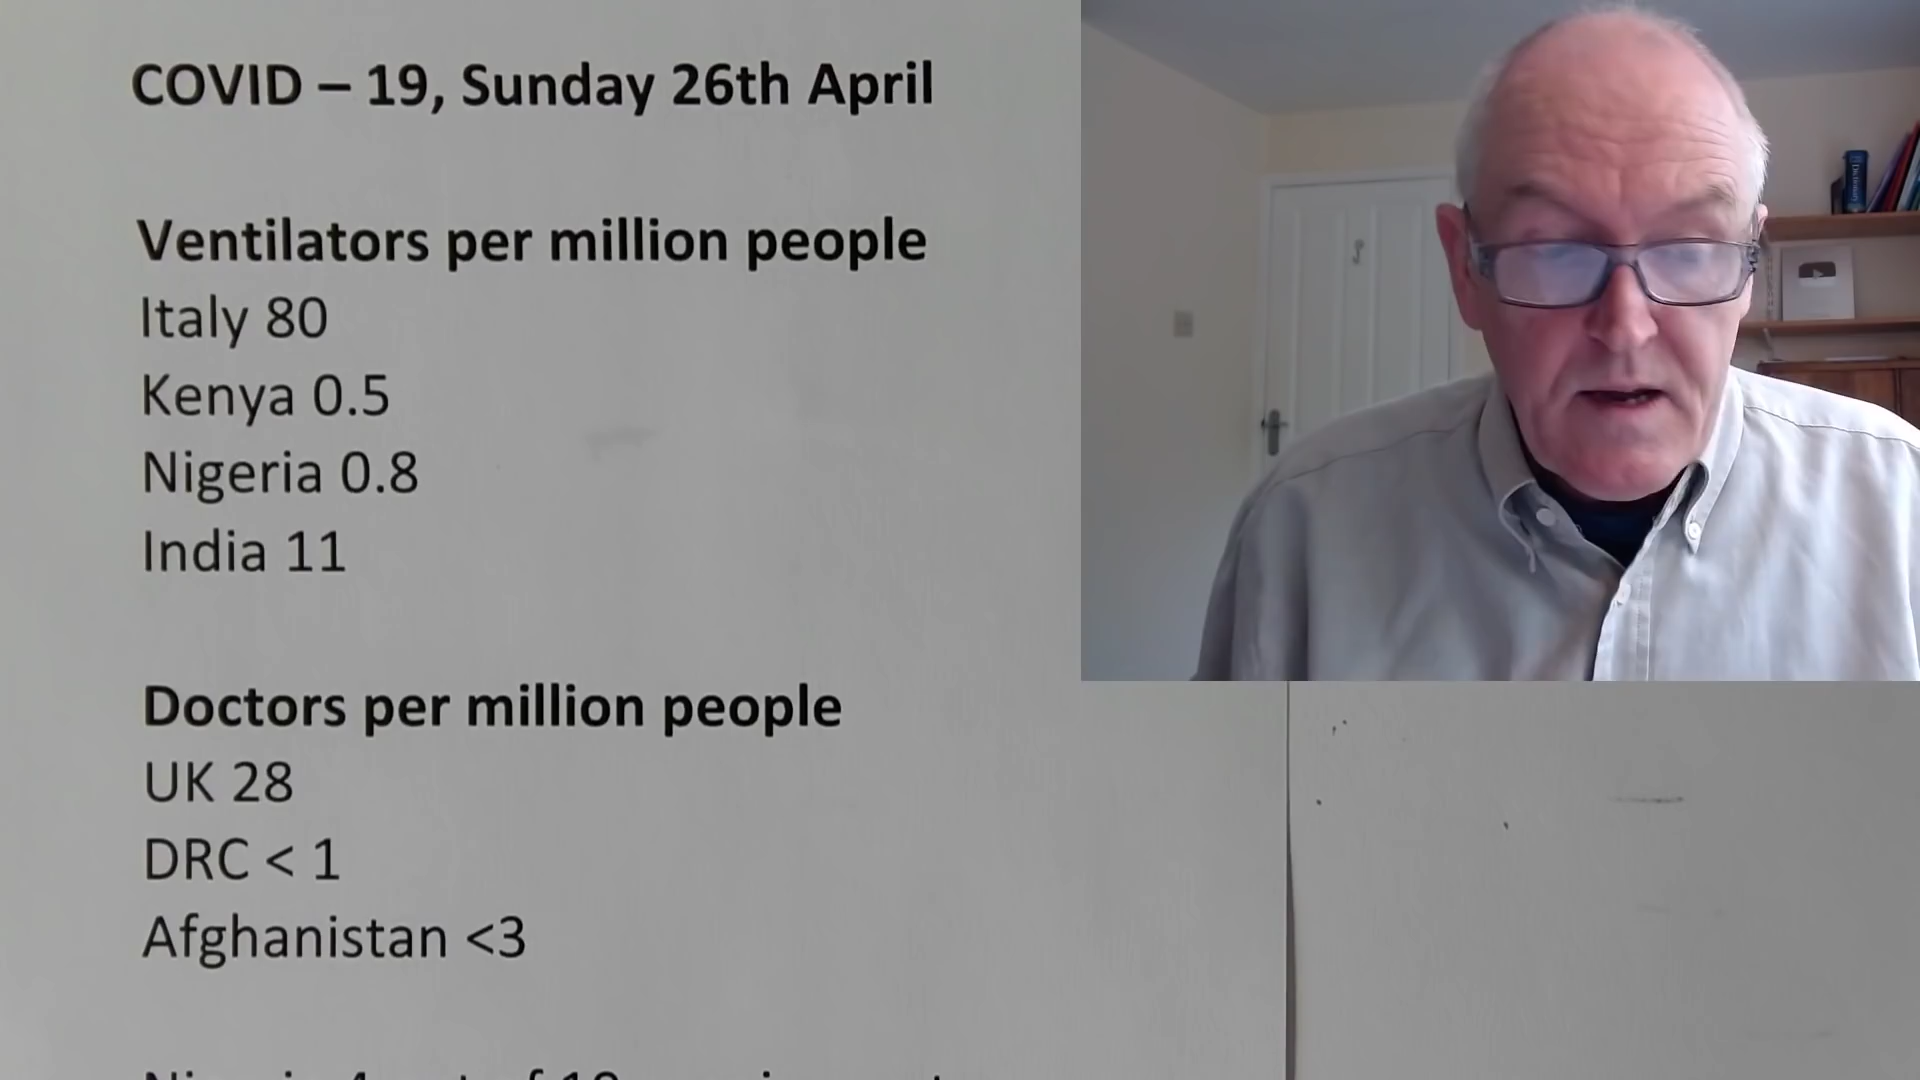 COVID – 19, Sunday 26th April
Ventilators per million people
Italy 80
Kenya 0.5
Nigeria 0.8
India 11
Doctors per million people
UK 28
DRC < 1
Afghanistan <3
Dictionary